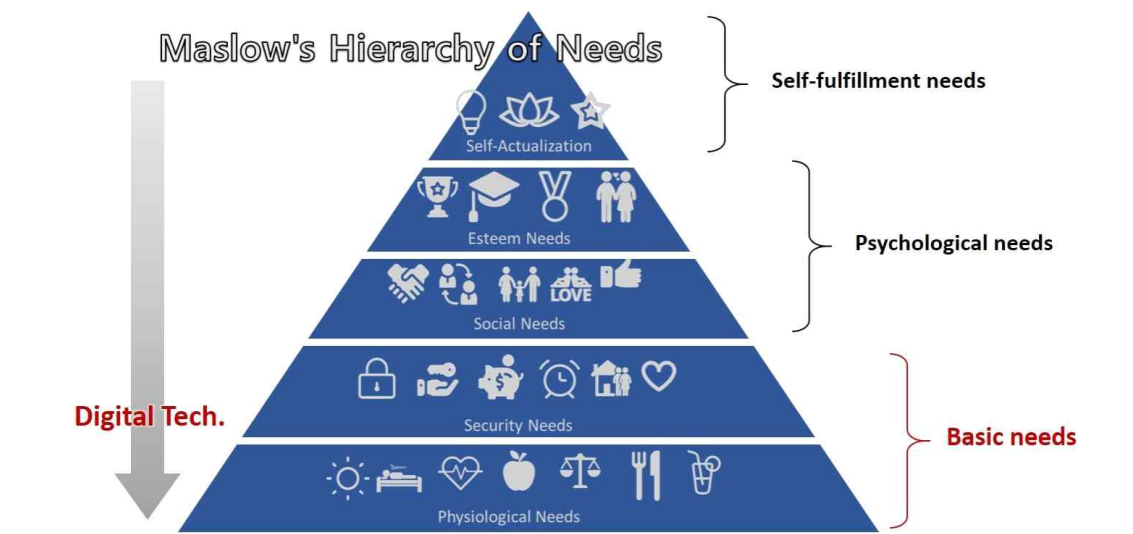 Maslow's Hierarchy of Needs
Self-fulfillment needs
Self-Actualization
Esteem Needs
Psychological needs
LOVE
Social Needs
$
Digital Tech.
Security Needs
Basic needs
Physiological Needs